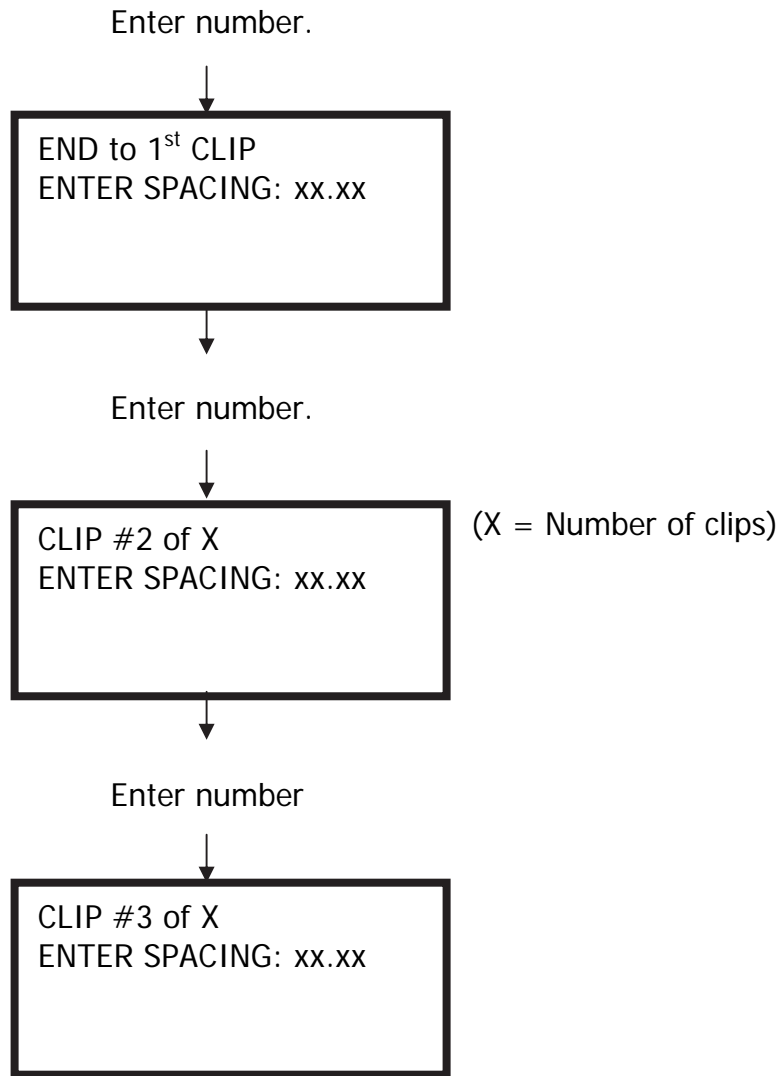 Enter number.
END to 1st CLIP
ENTER SPACING: xx.xx
Enter number.
CLIP #2 of X
ENTER SPACING: xx.xx
(X = Number of clips)
Enter number
CLIP #3 of X
ENTER SPACING: xx.xx